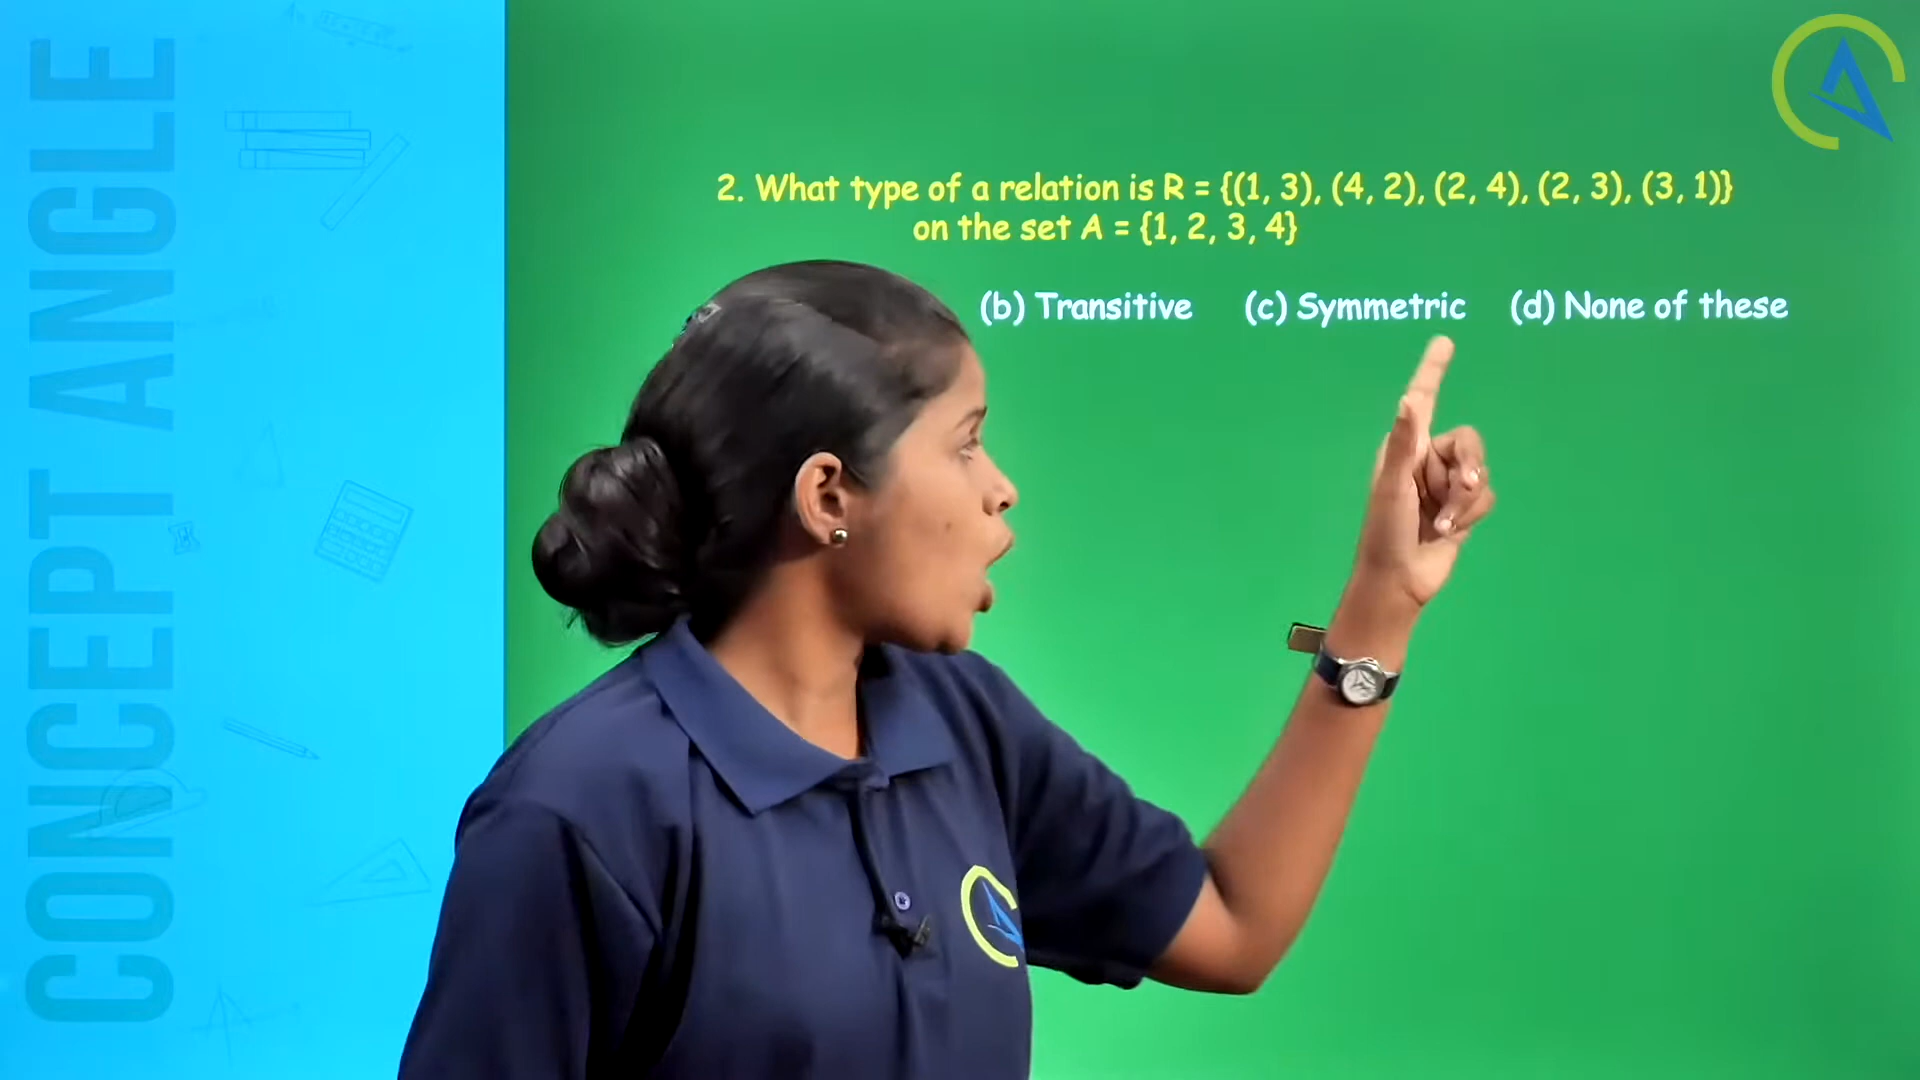 CONCEPT ANGLE
2. What type of a relation is R = {(1, 3), (4, 2), (2, 4), (2, 3), (3, 1)}
on the set A = {1, 2, 3, 4}
(b) Transitive (c) Symmetric (d) None of these